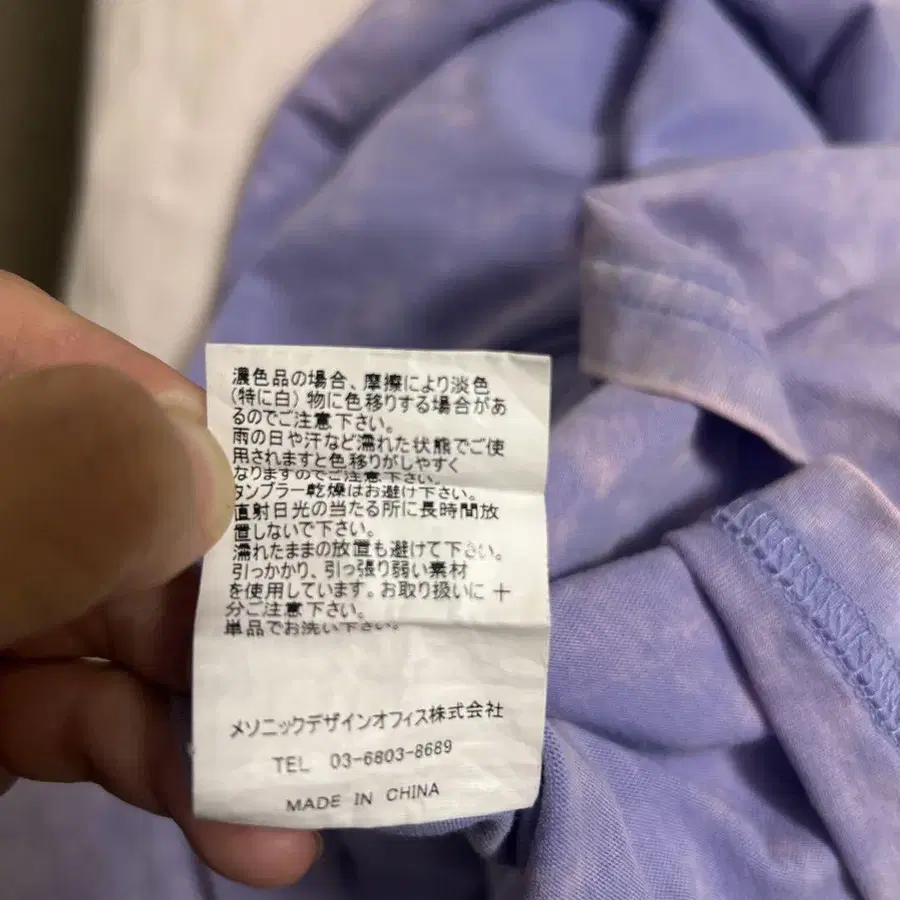 濃色品の場合、摩擦により淡色
(特に白)物に色移りする場合があ
るのでご注意下さい。
雨の日や汗など濡れた状態でご使
用されますと色移りがしやすく
なりますのでご注意下さい。
タンブラー乾燥はお避け下さい。
直射日光の当たる所に長時間放
置しないで下さい。
濡れたままの放置も避けて下さい。
引っかかり、引っ張り弱い素材
を使用しています。お取り扱いに十
分ご注意下さい。
単品でお洗い下さい。
メソニックデザインオフィス株式会社
TEL 03-6803-8689
MADE IN CHINA